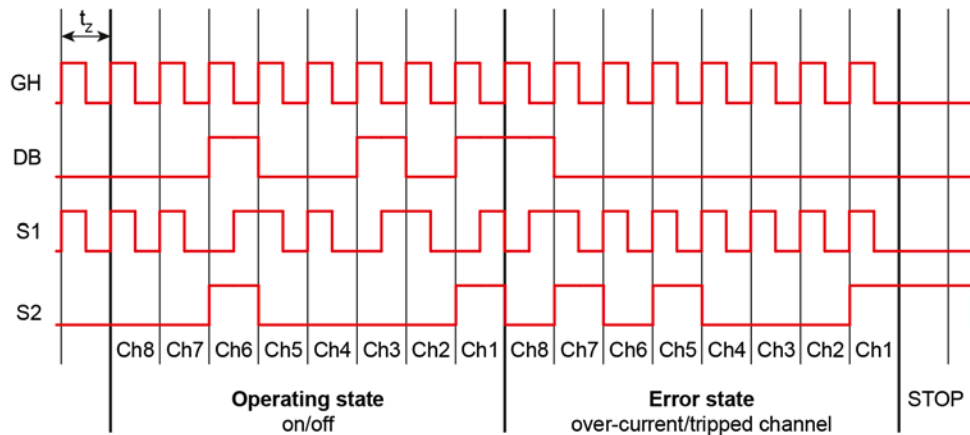 tz
GH
DB
S1
S2
Ch8 Ch7 Ch6 Ch5 Ch4 Ch3 Ch2 Ch1 Ch8 Ch7 Ch6 Ch5 Ch4 Ch3 Ch2 Ch1
Operating state
on/off
Error state
over-current/tripped channel
STOP